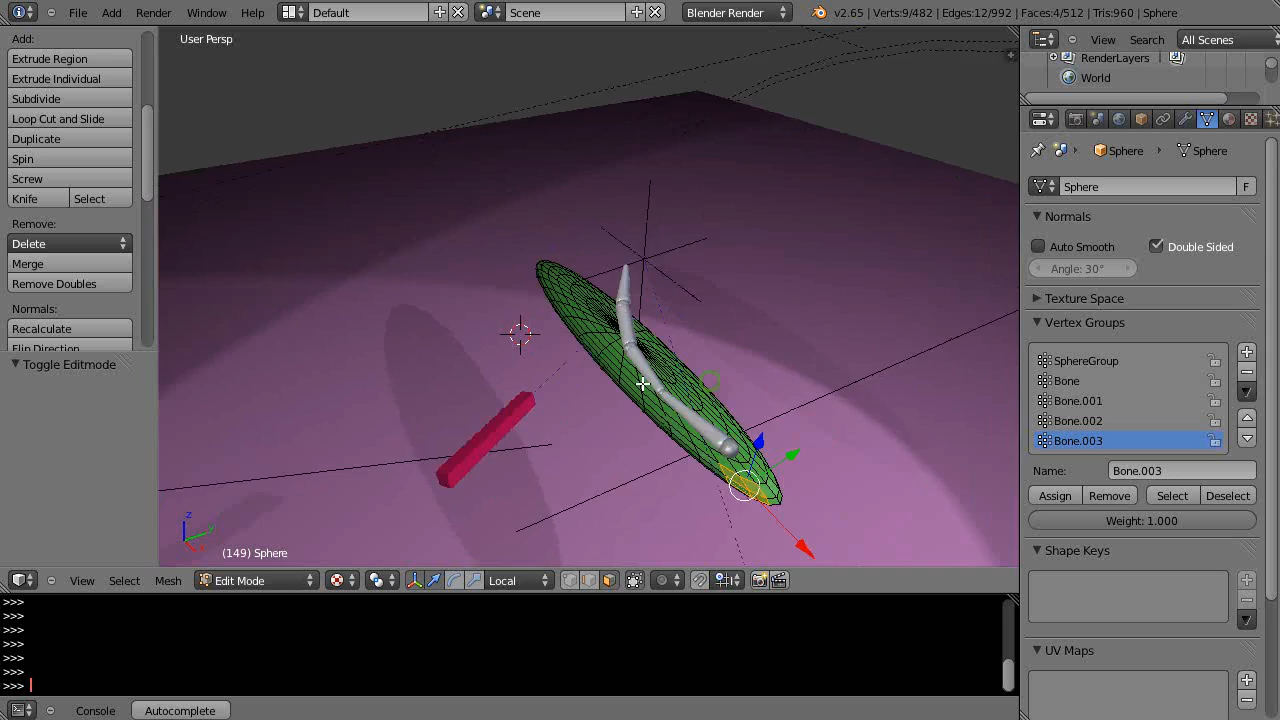 File Add Render Window Help Default Scene Blender Render v2.65 | Verts:9/482 | Edges:12/992 | Faces:4/512 | Tris:960 | Sphere
Add:
Extrude Region
Extrude Individual
Subdivide
Loop Cut and Slide
Duplicate
Spin
Screw
Knife Select
Remove:
Delete
Merge
Remove Doubles
Normals:
Recalculate
Flip Direction
Toggle Editmode
User Persp
z
y
(149) Sphere
View Select Mesh Edit Mode Local
>>>
>>>
>>>
>>>
>>>
>>>
>>>
Console Autocomplete
View Search All Scenes
RenderLayers |
World
Sphere Sphere
Sphere F
Normals
Auto Smooth Double Sided
Angle: 30°
Texture Space
Vertex Groups
SphereGroup
Bone
Bone.001
Bone.002
Bone.003
Name: Bone.003
Assign Remove Select Deselect
Weight: 1.000
Shape Keys
UV Maps